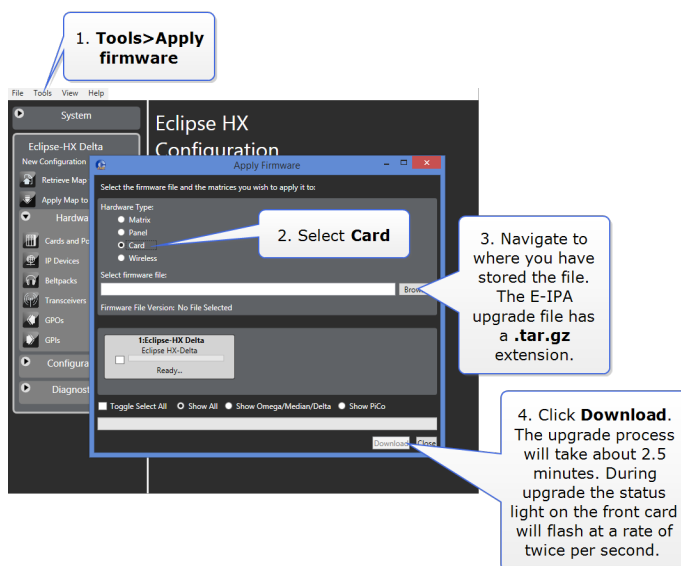 1. Tools>Apply
firmware
File Tools View Help
System
Eclipse HX
Configuration
Eclipse-HX Delta
New Configuration
Retrieve Map
Apply Map to
Hardwa
Cards and Po
IP Devices
Beltpacks
Transceivers
GPOs
GPIs
Configura
Diagnost
Apply Firmware
Select the firmware file and the matrices you wish to apply it to:
Hardware Type:
Matrix
Panel
Card
Wireless
2. Select Card
Select firmware file:
Brow
Firmware File Version: No File Selected
3. Navigate to
where you have
stored the file.
The E-IPA
upgrade file has
a .tar.gz
extension.
1:Eclipse-HX Delta
Eclipse HX-Delta
Ready...
Toggle Select All Show All Show Omega/Median/Delta Show PiCo
Download Close
4. Click Download.
The upgrade process
will take about 2.5
minutes. During
upgrade the status
light on the front card
will flash at a rate of
twice per second.